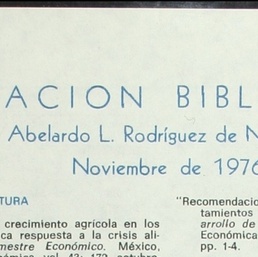 ACION BIBL
Abelardo L. Rodríguez de N
Noviembre de 1976
TURA
crecimiento agrícola en los
ca respuesta a la crisis ali-
mestre Económico. México,
"Recomendacio
tamientos
arrollo de
Económica
pp. 1-4.